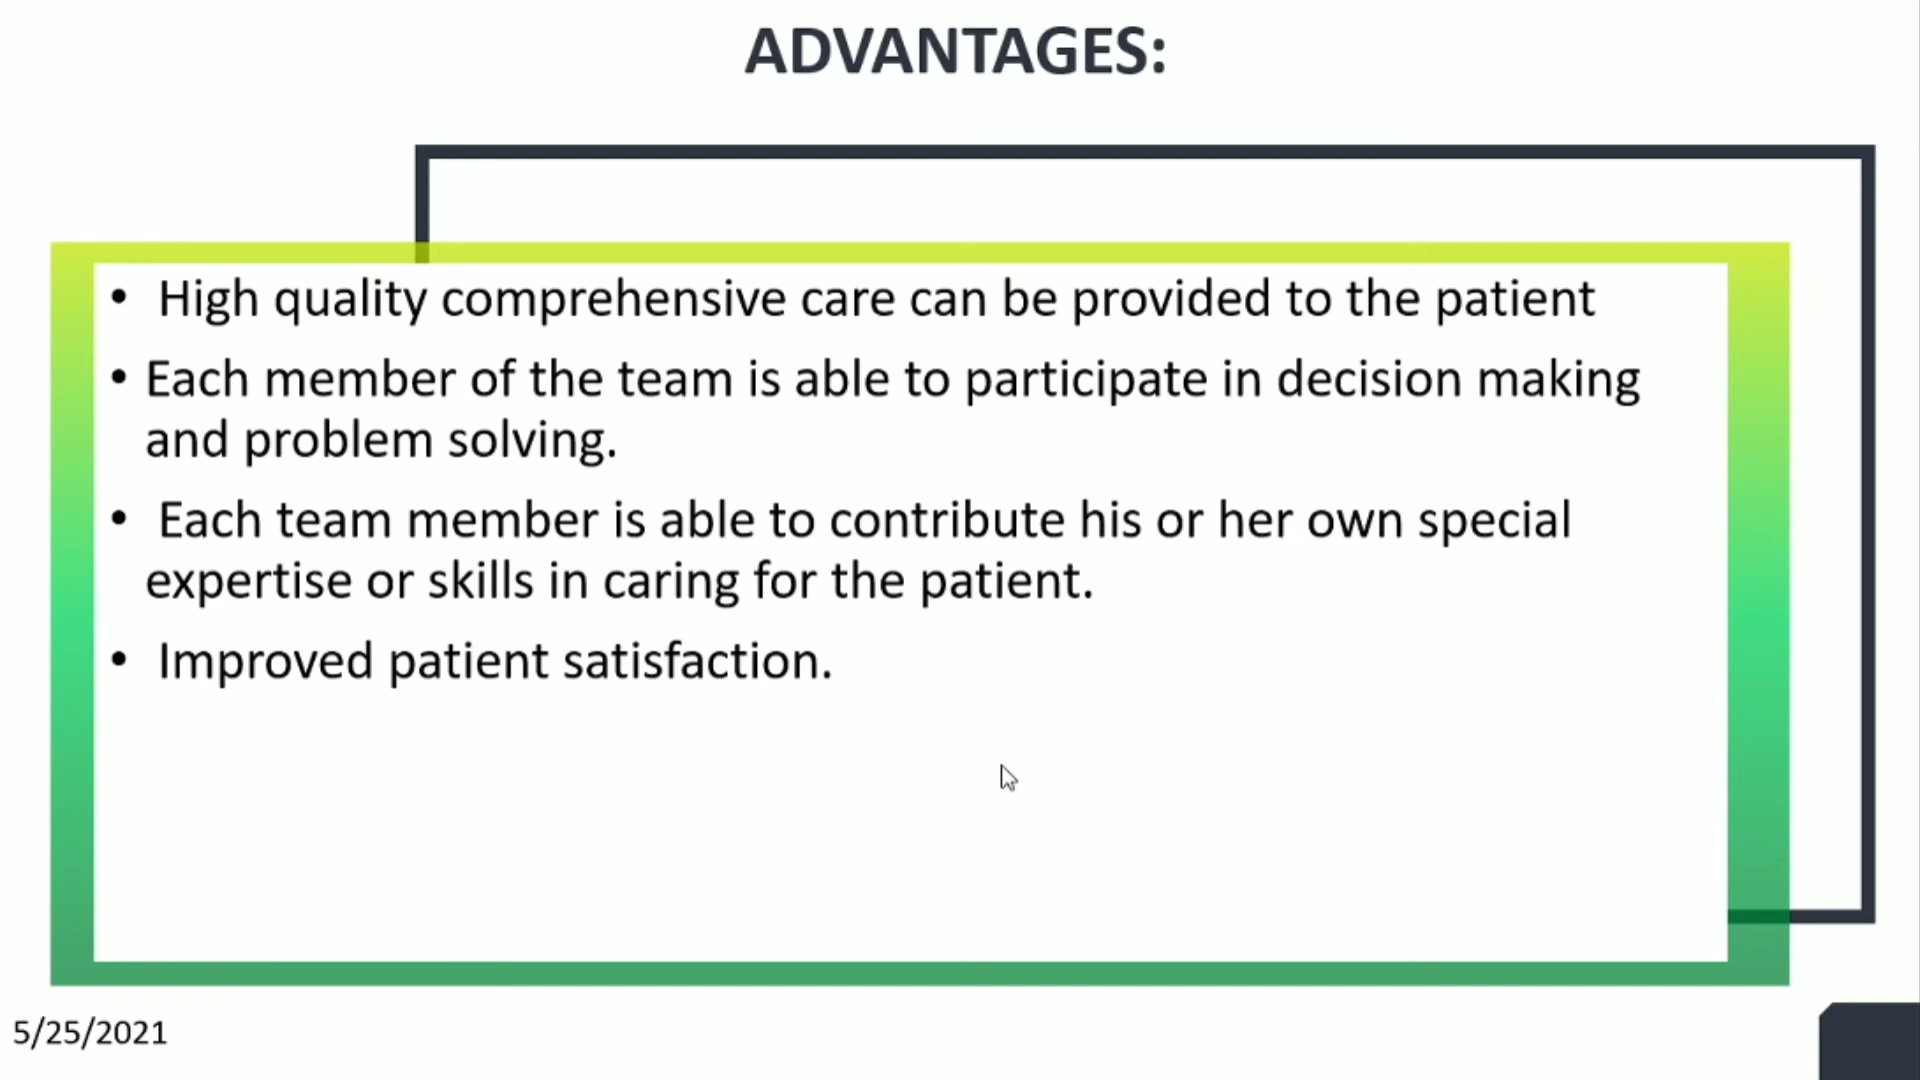 ADVANTAGES:
• High quality comprehensive care can be provided to the patient
• Each member of the team is able to participate in decision making
and problem solving.
• Each team member is able to contribute his or her own special
expertise or skills in caring for the patient.
• Improved patient satisfaction.
5/25/2021